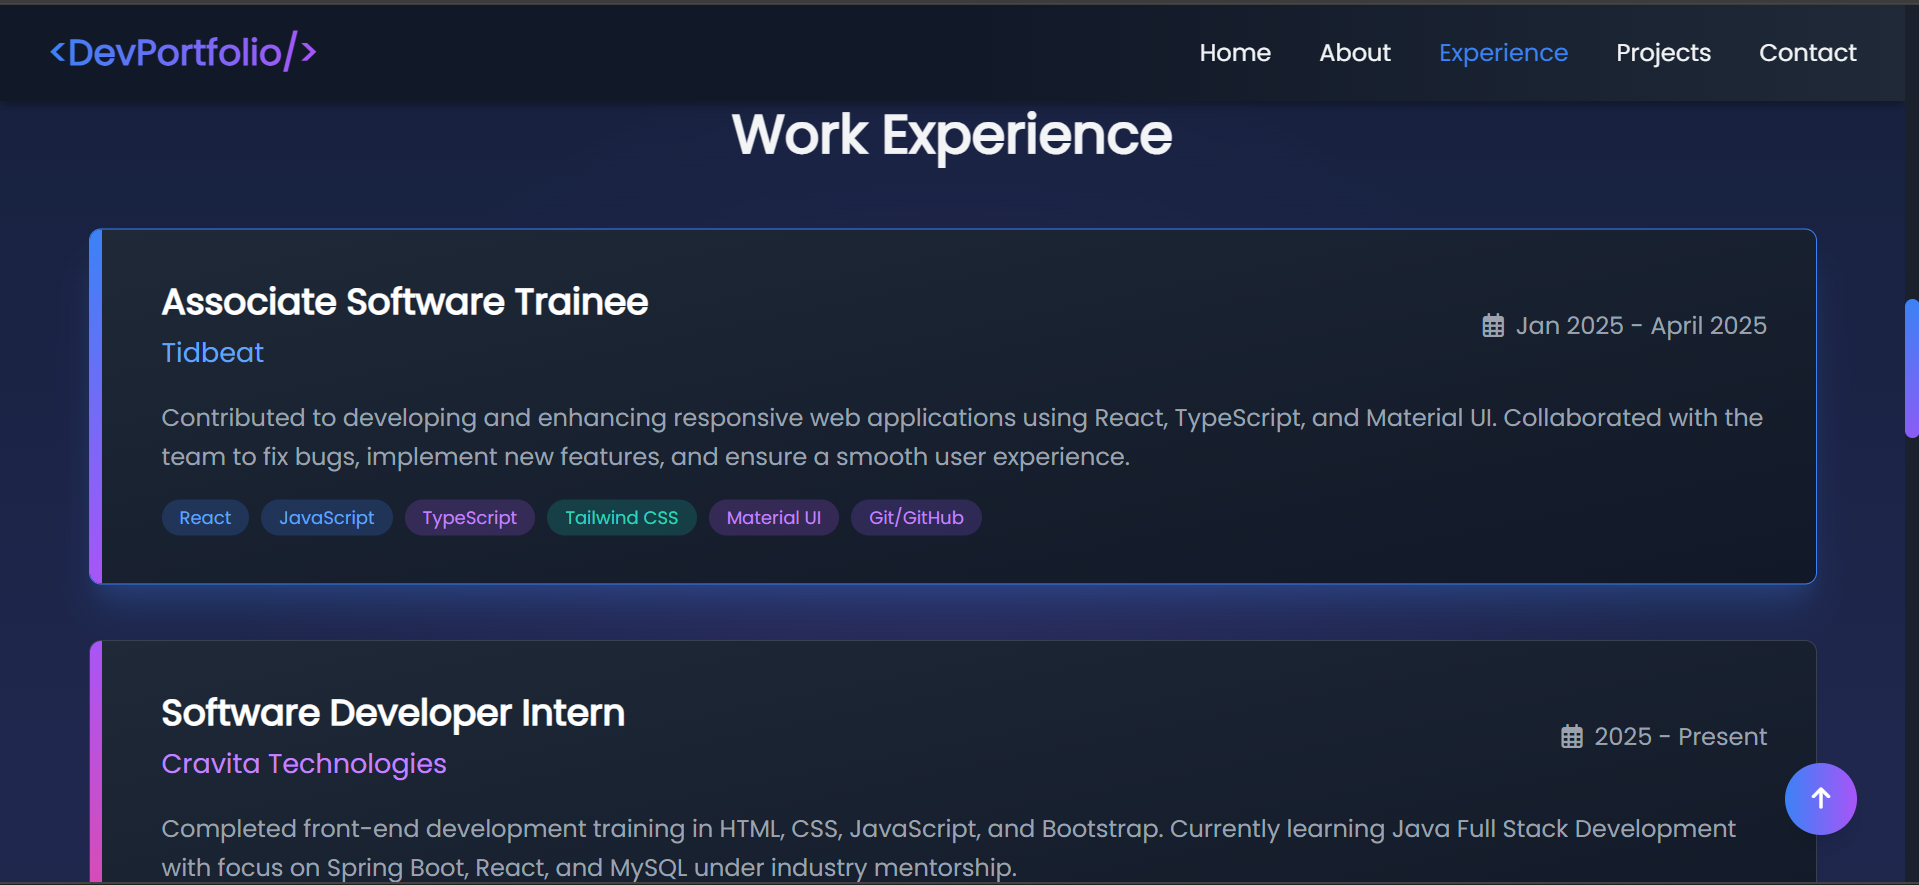 <DevPortfolio/>
Home About Experience Projects Contact
Work Experience
Associate Software Trainee
Tidbeat
Jan 2025 - April 2025
Contributed to developing and enhancing responsive web applications using React, TypeScript, and Material UI. Collaborated with the
team to fix bugs, implement new features, and ensure a smooth user experience.
React JavaScript TypeScript Tailwind CSS Material UI Git/GitHub
Software Developer Intern
Cravita Technologies
2025 - Present
Completed front-end development training in HTML, CSS, JavaScript, and Bootstrap. Currently learning Java Full Stack Development
with focus on Spring Boot, React, and MySQL under industry mentorship.